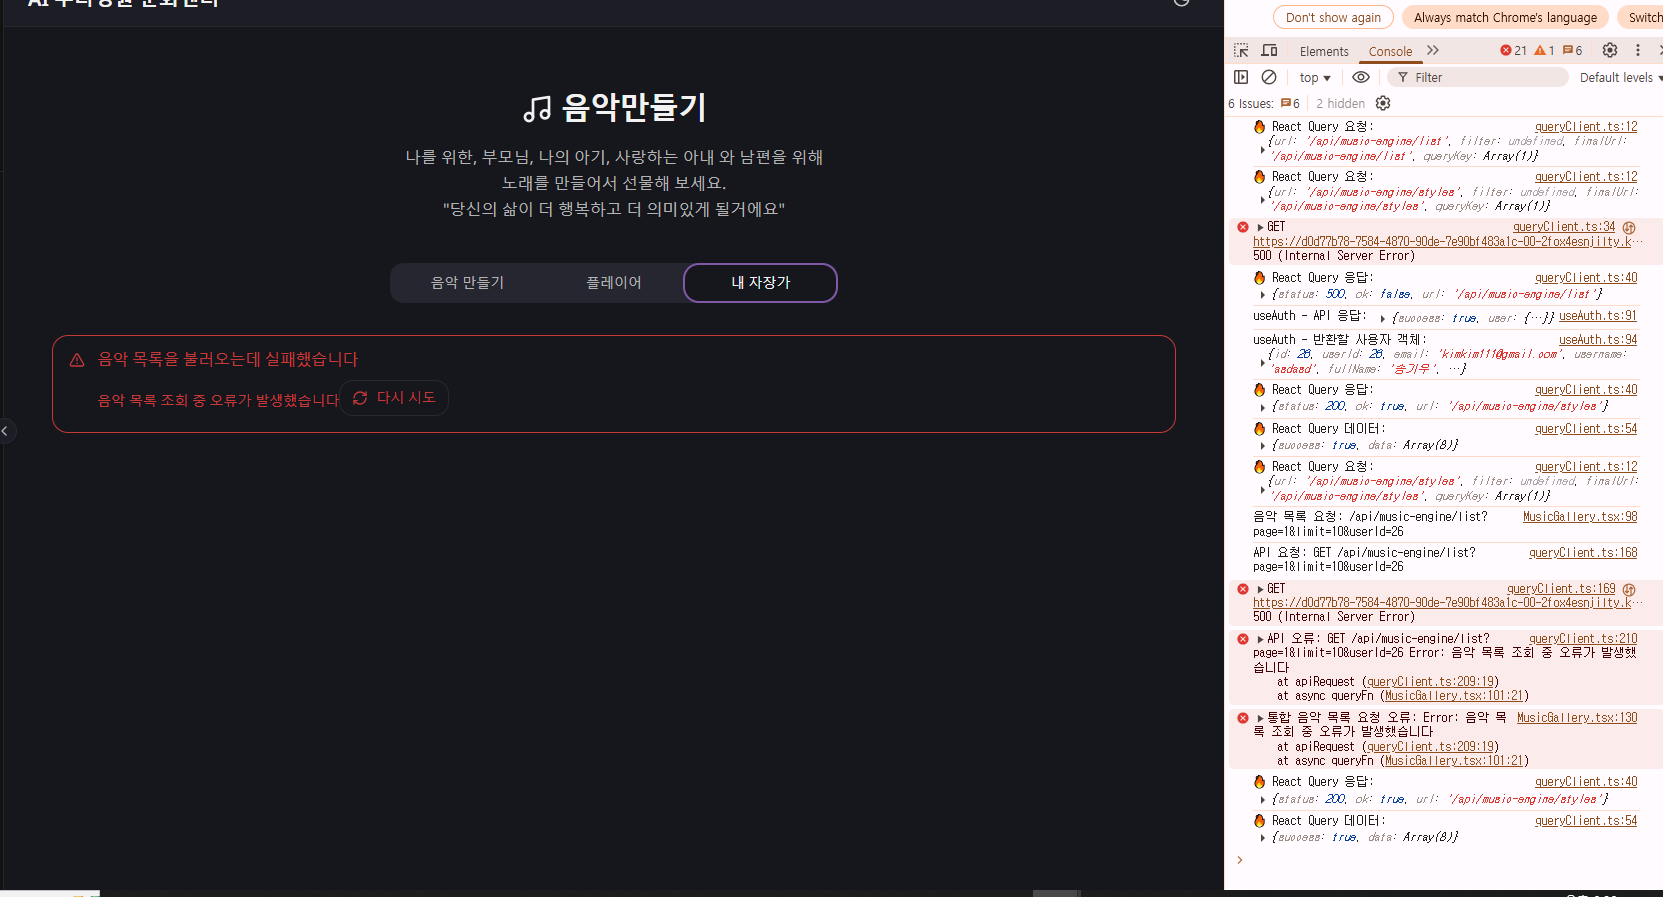 음악만들기
나를 위한, 부모님, 나의 아기, 사랑하는 아내 와 남편을 위해
노래를 만들어서 선물해 보세요.
"당신의 삶이 더 행복하고 더 의미있게 될거에요"
음악 만들기 플레이어 내 자장가
음악 목록을 불러오는데 실패했습니다
음악 목록 조회 중 오류가 발생했습니다 다시 시도
Don't show again Always match Chrome's language Switch
Elements Console 21 1 6
top Filter Default levels
6 Issues: 6 2 hidden
React Query 요청: queryClient.ts:12
{url: '/api/music-engine/list', filter: undefined, finalUrl:
'/api/music-engine/list', queryKey: Array(1)}
React Query 요청: queryClient.ts:12
{url: '/api/music-engine/styles', filter: undefined, finalUrl:
'/api/music-engine/styles', queryKey: Array(1)}
GET queryClient.ts:34
https://d0d77b78-7584-4870-90de-7e90bf483a1c-00-2fox4esnjilty.k…
500 (Internal Server Error)
React Query 응답: queryClient.ts:40
{status: 500, ok: false, url: '/api/music-engine/list'}
useAuth - API 응답: {success: true, user: {…}} useAuth.ts:91
useAuth - 반환할 사용자 객체: useAuth.ts:94
{id: 26, userId: 26, email: 'kimkim111@gmail.com', username:
'asdasd', fullName: '송기우', …}
React Query 응답: queryClient.ts:40
{status: 200, ok: true, url: '/api/music-engine/styles'}
React Query 데이터: queryClient.ts:54
{success: true, data: Array(8)}
React Query 요청: queryClient.ts:12
{url: '/api/music-engine/styles', filter: undefined, finalUrl:
'/api/music-engine/styles', queryKey: Array(1)}
음악 목록 요청: /api/music-engine/list? MusicGallery.tsx:98
page=1&limit=10&userId=26
API 요청: GET /api/music-engine/list? queryClient.ts:168
page=1&limit=10&userId=26
GET queryClient.ts:169
https://d0d77b78-7584-4870-90de-7e90bf483a1c-00-2fox4esnjilty.k…
500 (Internal Server Error)
API 오류: GET /api/music-engine/list? queryClient.ts:210
page=1&limit=10&userId=26 Error: 음악 목록 조회 중 오류가 발생했
습니다
at apiRequest (queryClient.ts:209:19)
at async queryFn (MusicGallery.tsx:101:21)
통합 음악 목록 요청 오류: Error: 음악 목 MusicGallery.tsx:130
록 조회 중 오류가 발생했습니다
at apiRequest (queryClient.ts:209:19)
at async queryFn (MusicGallery.tsx:101:21)
React Query 응답: queryClient.ts:40
{status: 200, ok: true, url: '/api/music-engine/styles'}
React Query 데이터: queryClient.ts:54
{success: true, data: Array(8)}